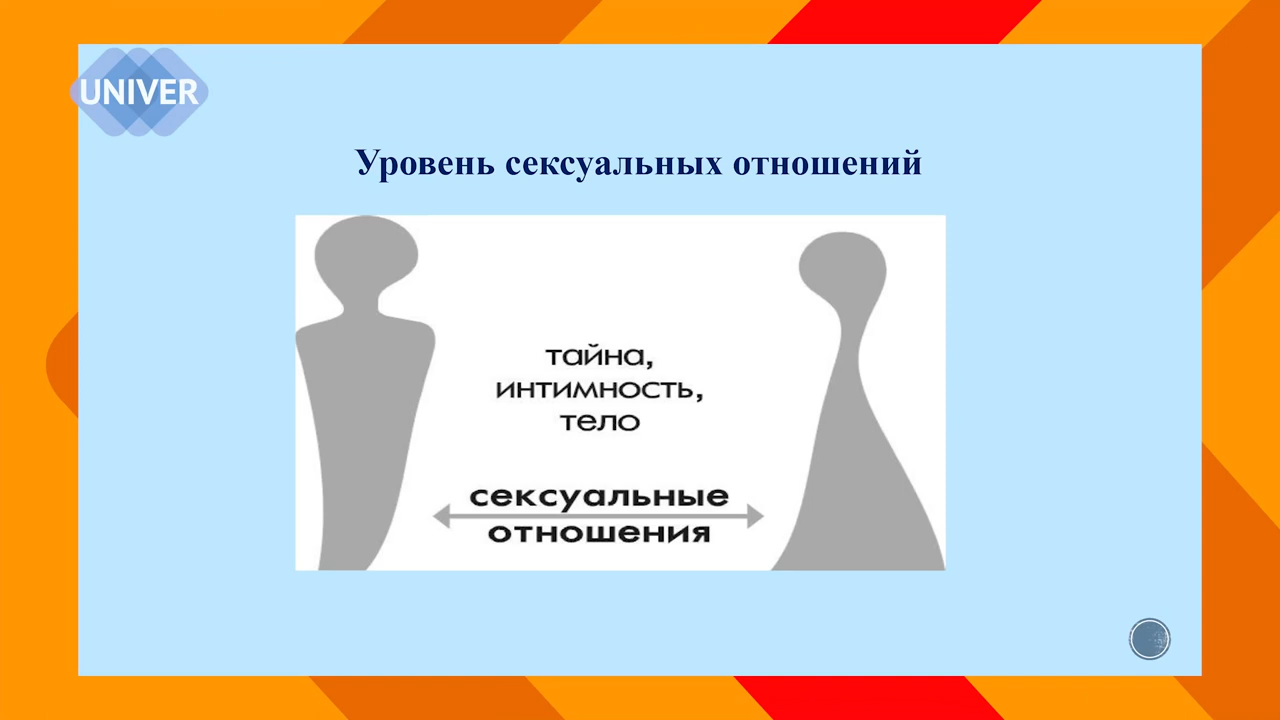 UNIVER
Уровень сексуальных отношений
тайна,
интимность,
тело
сексуальные
отношения